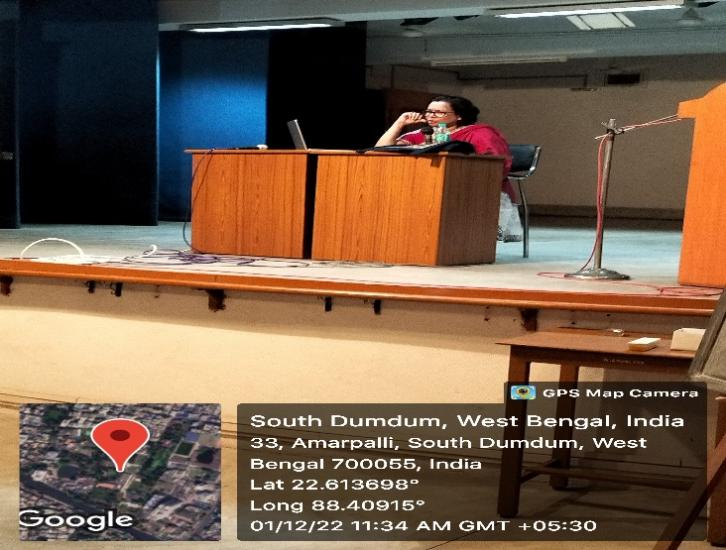 GPS Map Camera
South Dumdum, West Bengal, India
33, Amarpalli, South Dumdum, West
Bengal 700055, India
Lat 22.613698°
Long 88.40915°
01/12/22 11:34 AM GMT +05:30
Google